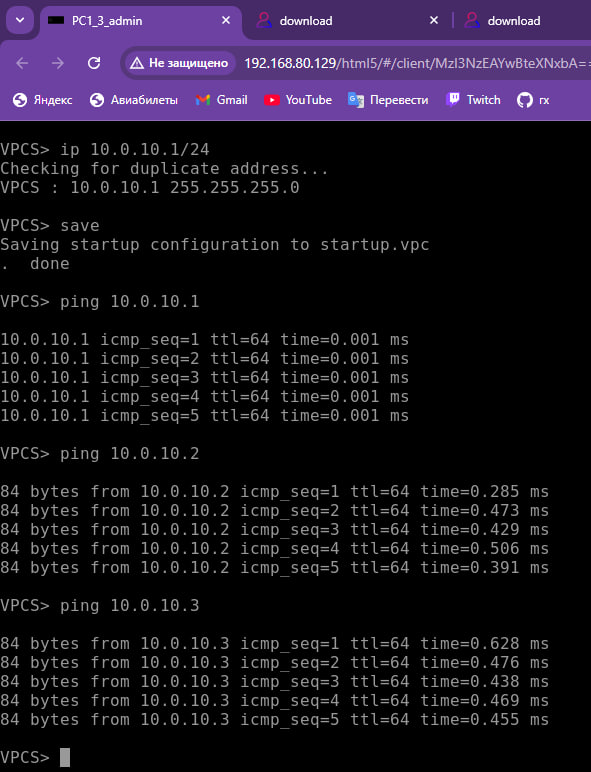 PC1_3_admin
download
download
Не защищено
192.168.80.129/html5/#/client/MzI3NzEAYwBteXNxbA==
Яндекс
Авиабилеты
Gmail
YouTube
Перевести
Twitch
rx
VPCS> ip 10.0.10.1/24
Checking for duplicate address...
VPCS : 10.0.10.1 255.255.255.0
VPCS> save
Saving startup configuration to startup.vpc
.  done
VPCS> ping 10.0.10.1
10.0.10.1 icmp_seq=1 ttl=64 time=0.001 ms
10.0.10.1 icmp_seq=2 ttl=64 time=0.001 ms
10.0.10.1 icmp_seq=3 ttl=64 time=0.001 ms
10.0.10.1 icmp_seq=4 ttl=64 time=0.001 ms
10.0.10.1 icmp_seq=5 ttl=64 time=0.001 ms
VPCS> ping 10.0.10.2
84 bytes from 10.0.10.2 icmp_seq=1 ttl=64 time=0.285 ms
84 bytes from 10.0.10.2 icmp_seq=2 ttl=64 time=0.473 ms
84 bytes from 10.0.10.2 icmp_seq=3 ttl=64 time=0.429 ms
84 bytes from 10.0.10.2 icmp_seq=4 ttl=64 time=0.506 ms
84 bytes from 10.0.10.2 icmp_seq=5 ttl=64 time=0.391 ms
VPCS> ping 10.0.10.3
84 bytes from 10.0.10.3 icmp_seq=1 ttl=64 time=0.628 ms
84 bytes from 10.0.10.3 icmp_seq=2 ttl=64 time=0.476 ms
84 bytes from 10.0.10.3 icmp_seq=3 ttl=64 time=0.438 ms
84 bytes from 10.0.10.3 icmp_seq=4 ttl=64 time=0.469 ms
84 bytes from 10.0.10.3 icmp_seq=5 ttl=64 time=0.455 ms
VPCS>